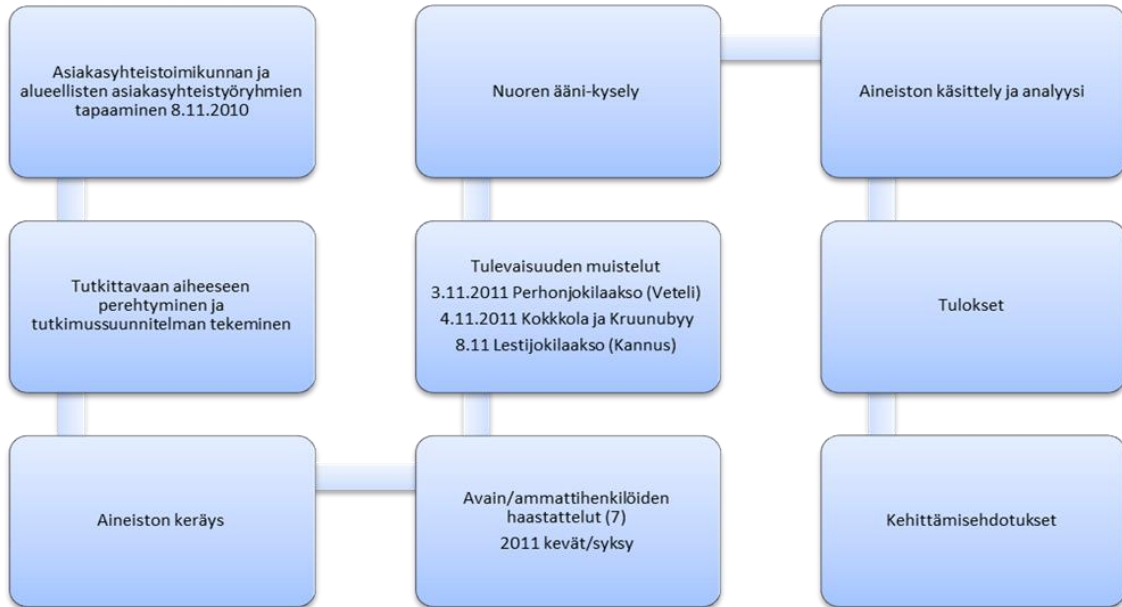 Asiakasyhteistoimikunnan ja
alueellisten asiakasyhteistyöryhmien
tapaaminen 8.11.2010
Tutkittavaan aiheeseen
perehtyminen ja
tutkimussuunnitelman tekeminen
Aineiston keräys
Avain/ammattihenkilöiden
haastattelut (7)
2011 kevät/syksy
Tulevaisuuden muistelut
3.11.2011 Perhonjokilaakso (Veteli)
4.11.2011 Kokkkola ja Kruunubyy
8.11 Lestijokilaakso (Kannus)
Nuoren ääni-kysely
Aineiston käsittely ja analyysi
Tulokset
Kehittämisehdotukset